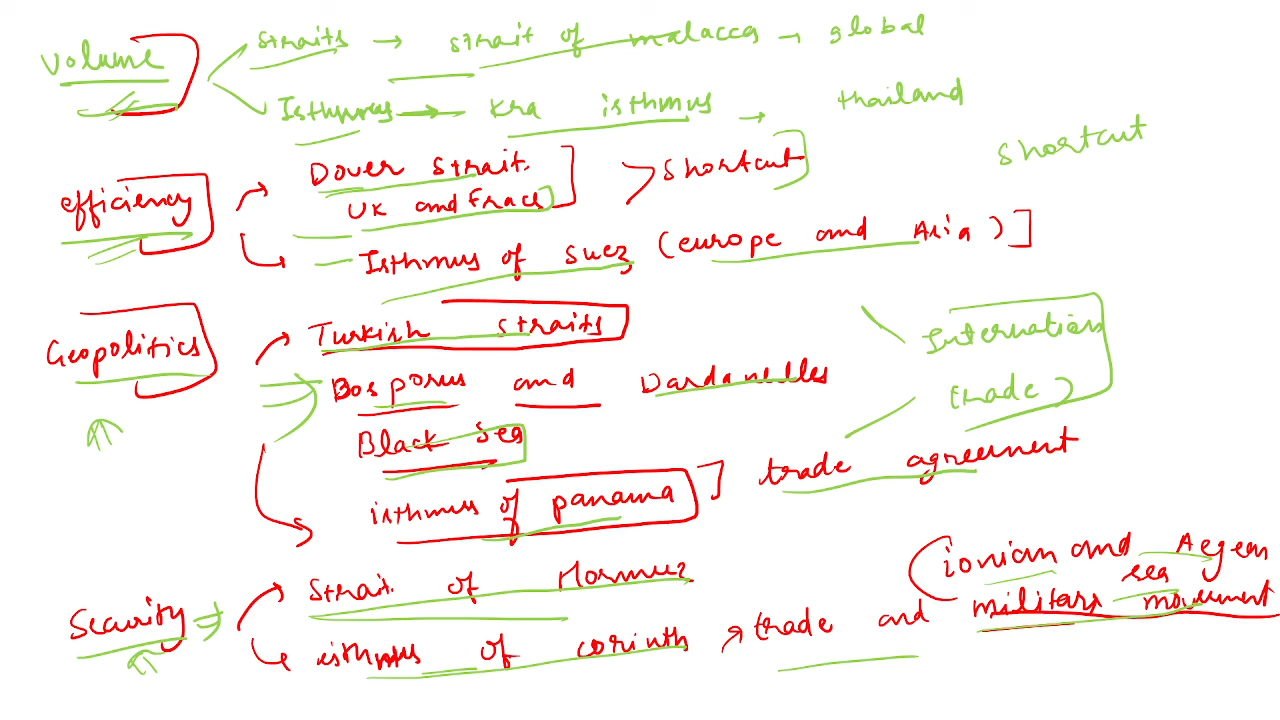 Volume
straits → strait of malacca → global
Isthmus → Kra isthmus → thailand
shortcut
efficiency
→ Dover strait. ] > shortcut
UK and Frace
→ Isthmus of suez (europe and Asia) ]
Geopolitics
→ Turkish straits
Bosporus and Dardanelles
Black sea
isthmus of panama ] trade agreement
International
trade)
Security ⇒
→ strait of Hormuz
→ isthmus of corinth → trade and military movement
(ionian and Aegean
sea